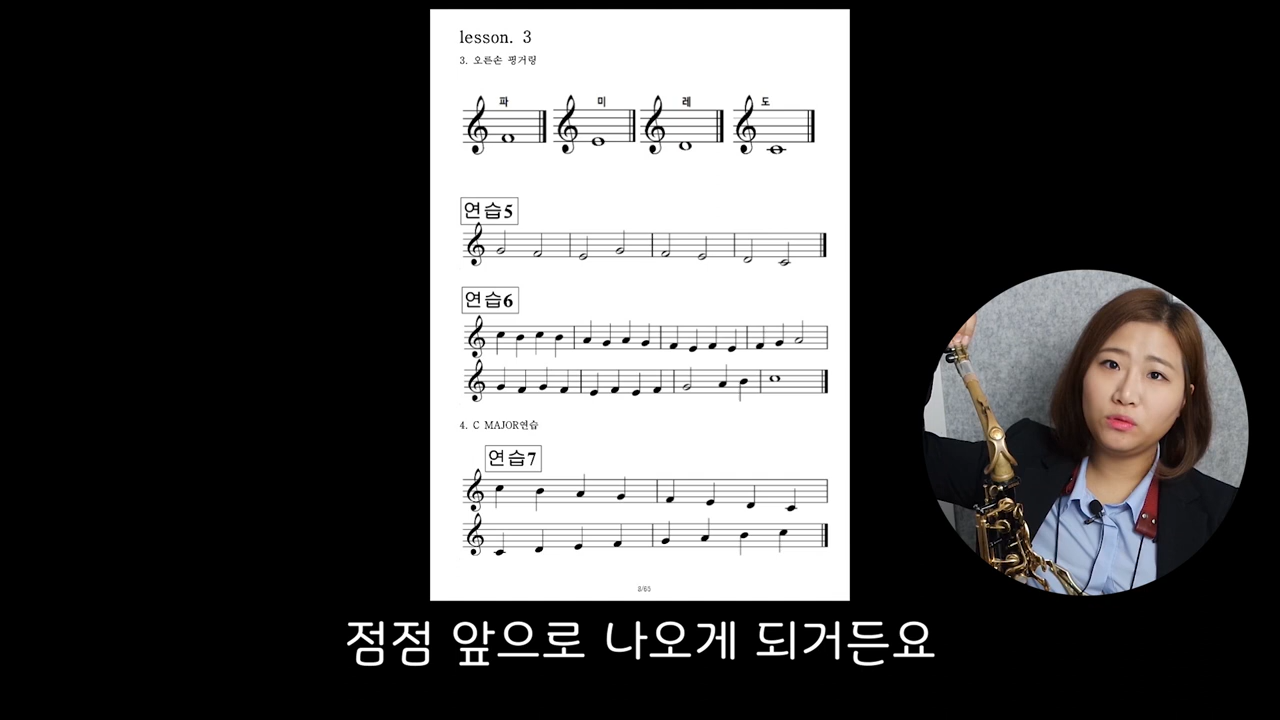 lesson. 3
3. 오른손 핑거링
파 미 레 도
연습5
연습6
4. C MAJOR연습
연습7
8/65
점점 앞으로 나오게 되거든요